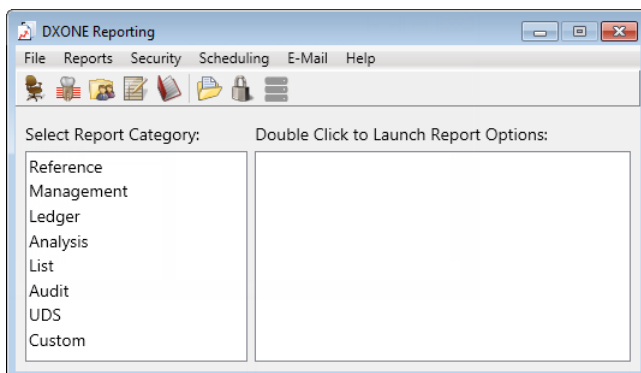 DXONE Reporting
File Reports Security Scheduling E-Mail Help
Select Report Category: Double Click to Launch Report Options:
Reference
Management
Ledger
Analysis
List
Audit
UDS
Custom